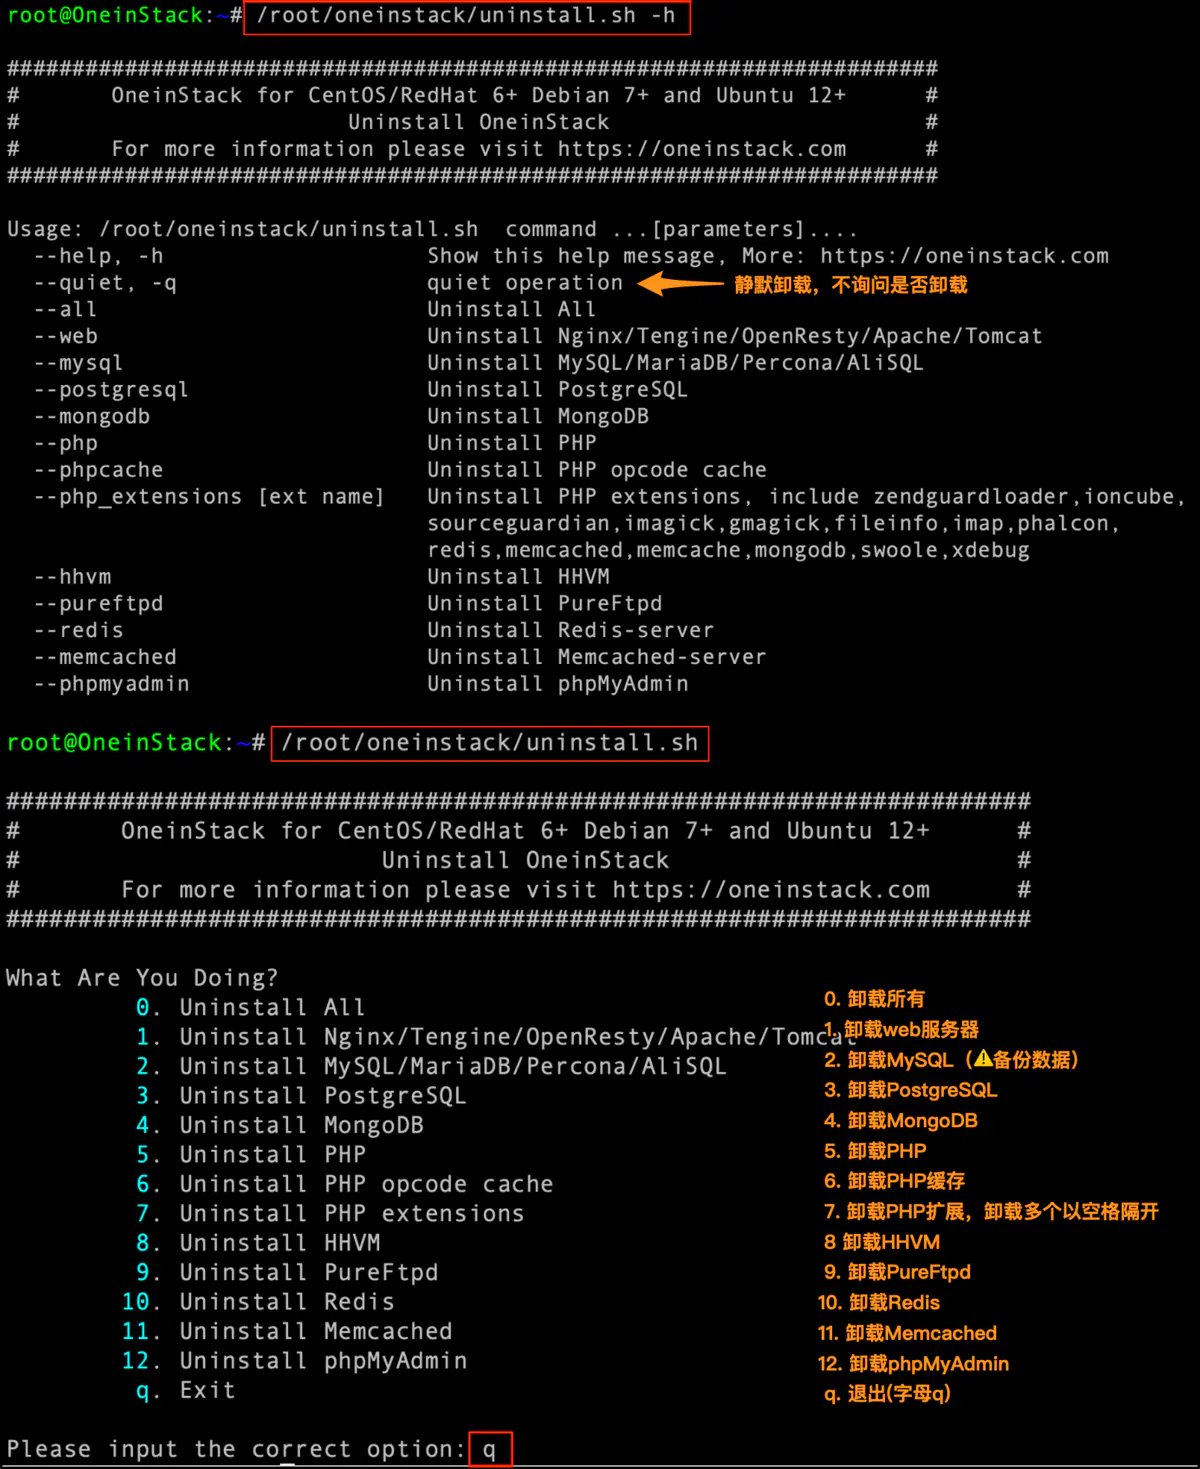 root@OneinStack:~# /root/oneinstack/uninstall.sh -h
#######################################################################
#       OneinStack for CentOS/RedHat 6+ Debian 7+ and Ubuntu 12+      #
#                         Uninstall OneinStack                        #
#       For more information please visit https://oneinstack.com      #
#######################################################################
Usage: /root/oneinstack/uninstall.sh  command ...[parameters]....
--help, -h                    Show this help message, More: https://oneinstack.com
--quiet, -q                   quiet operation 静默卸载，不询问是否卸载
--all                         Uninstall All
--web                         Uninstall Nginx/Tengine/OpenResty/Apache/Tomcat
--mysql                       Uninstall MySQL/MariaDB/Percona/AliSQL
--postgresql                  Uninstall PostgreSQL
--mongodb                     Uninstall MongoDB
--php                         Uninstall PHP
--phpcache                    Uninstall PHP opcode cache
--php_extensions [ext name]   Uninstall PHP extensions, include zendguardloader,ioncube,
sourceguardian,imagick,gmagick,fileinfo,imap,phalcon,
redis,memcached,memcache,mongodb,swoole,xdebug
--hhvm                        Uninstall HHVM
--pureftpd                    Uninstall PureFtpd
--redis                       Uninstall Redis-server
--memcached                   Uninstall Memcached-server
--phpmyadmin                  Uninstall phpMyAdmin
root@OneinStack:~# /root/oneinstack/uninstall.sh
#######################################################################
#       OneinStack for CentOS/RedHat 6+ Debian 7+ and Ubuntu 12+      #
#                         Uninstall OneinStack                        #
#       For more information please visit https://oneinstack.com      #
#######################################################################
What Are You Doing?
0. Uninstall All 0. 卸载所有
1. Uninstall Nginx/Tengine/OpenResty/Apache/Tomcat 1. 卸载web服务器
2. Uninstall MySQL/MariaDB/Percona/AliSQL 2. 卸载MySQL（⚠️备份数据）
3. Uninstall PostgreSQL 3. 卸载PostgreSQL
4. Uninstall MongoDB 4. 卸载MongoDB
5. Uninstall PHP 5. 卸载PHP
6. Uninstall PHP opcode cache 6. 卸载PHP缓存
7. Uninstall PHP extensions 7. 卸载PHP扩展，卸载多个以空格隔开
8. Uninstall HHVM 8 卸载HHVM
9. Uninstall PureFtpd 9. 卸载PureFtpd
10. Uninstall Redis 10. 卸载Redis
11. Uninstall Memcached 11. 卸载Memcached
12. Uninstall phpMyAdmin 12. 卸载phpMyAdmin
q. Exit q. 退出(字母q)
Please input the correct option: q